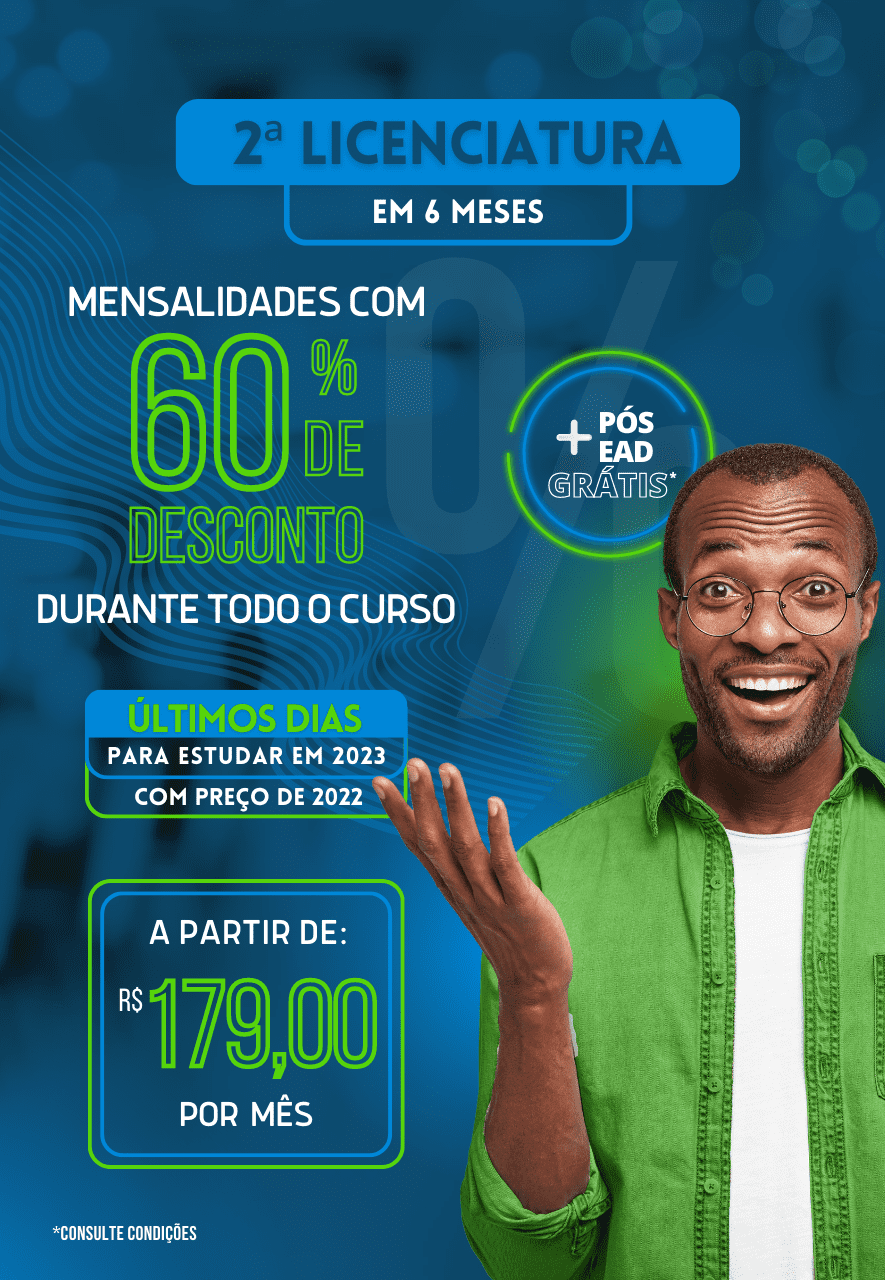 2ª LICENCIATURA
EM 6 MESES
MENSALIDADES COM
60% DE
DESCONTO
DURANTE TODO O CURSO
+ PÓS
EAD
GRÁTIS*
ÚLTIMOS DIAS
PARA ESTUDAR EM 2023
COM PREÇO DE 2022
A PARTIR DE:
R$ 179,00
POR MÊS
*CONSULTE CONDIÇÕES